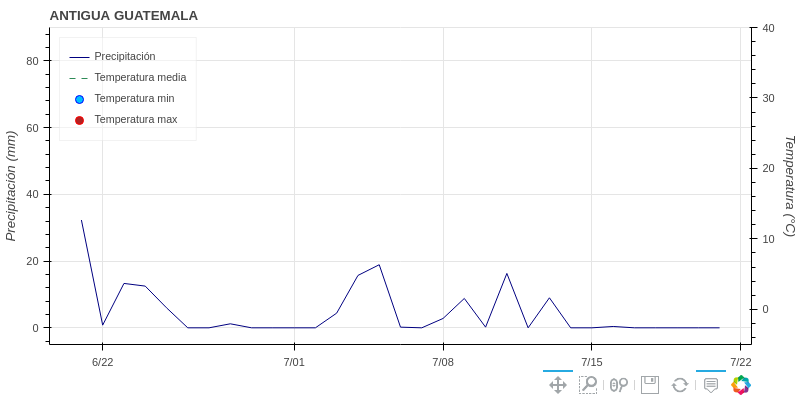 ANTIGUA GUATEMALA
Precipitación
Temperatura media
Temperatura min
Temperatura max
Precipitación (mm)
80
60
40
20
0
40
30
20
10
0
Temperatura (°C)
6/22
7/01
7/08
7/15
7/22